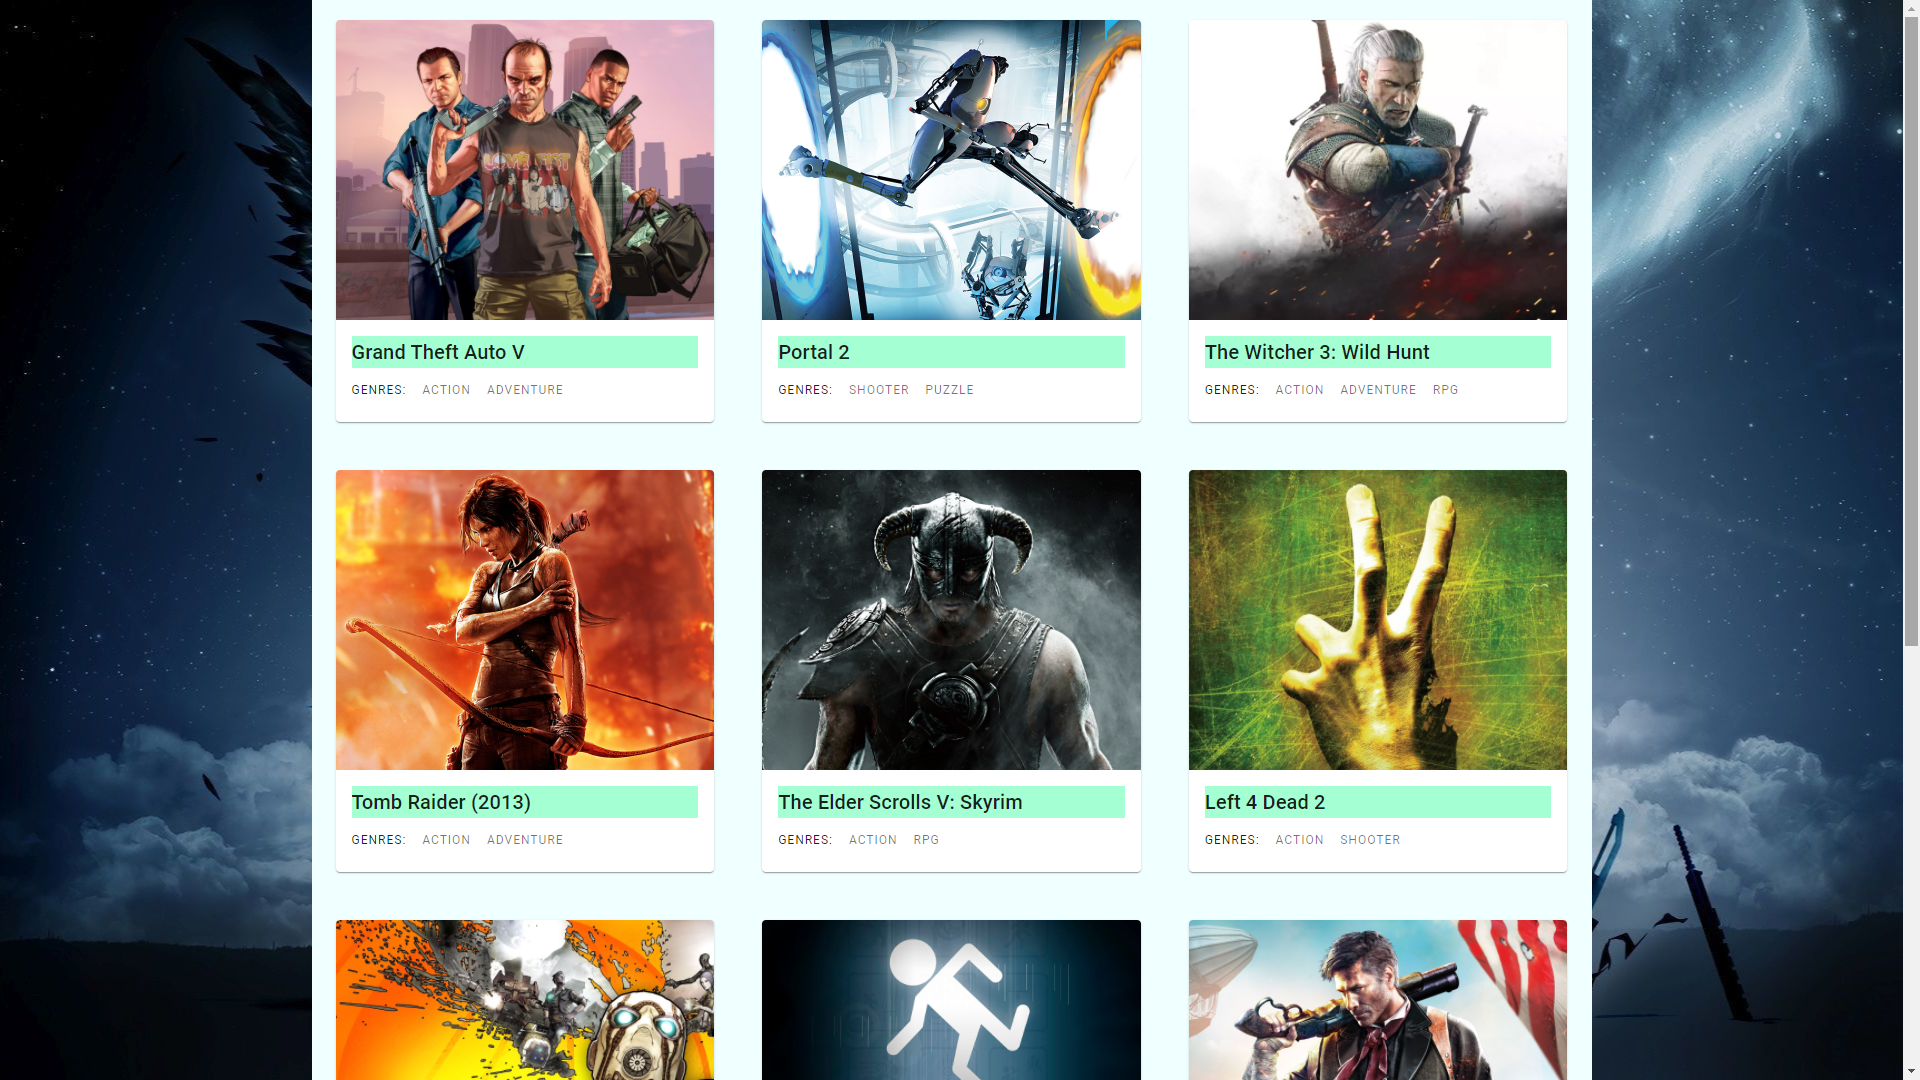 Grand Theft Auto V
GENRES: ACTION ADVENTURE
Portal 2
GENRES: SHOOTER PUZZLE
The Witcher 3: Wild Hunt
GENRES: ACTION ADVENTURE RPG
Tomb Raider (2013)
GENRES: ACTION ADVENTURE
The Elder Scrolls V: Skyrim
GENRES: ACTION RPG
Left 4 Dead 2
GENRES: ACTION SHOOTER